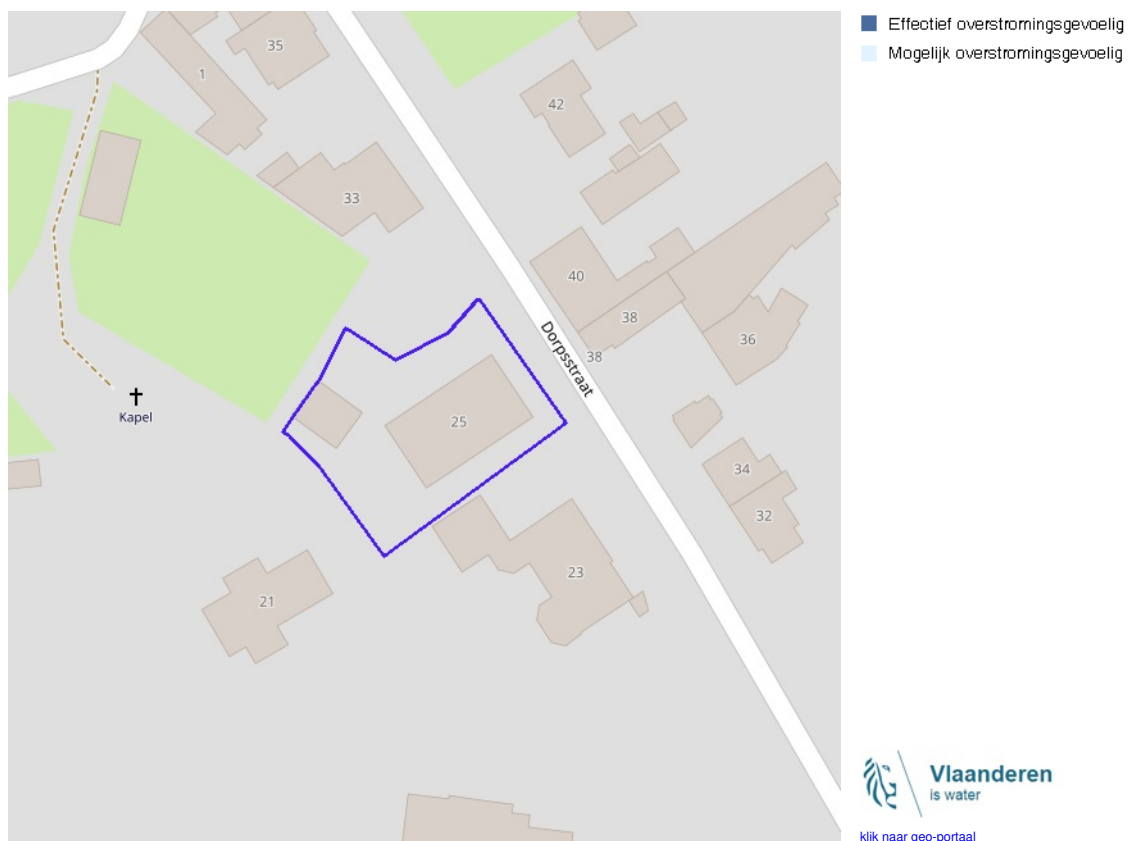 Effectief overstromingsgevoelig
Mogelijk overstromingsgevoelig
35
1
42
33
40
38
36
Dorpsstraat
38
Kapel
25
34
32
23
21
Vlaanderen
is water
klik naar geo-portaal